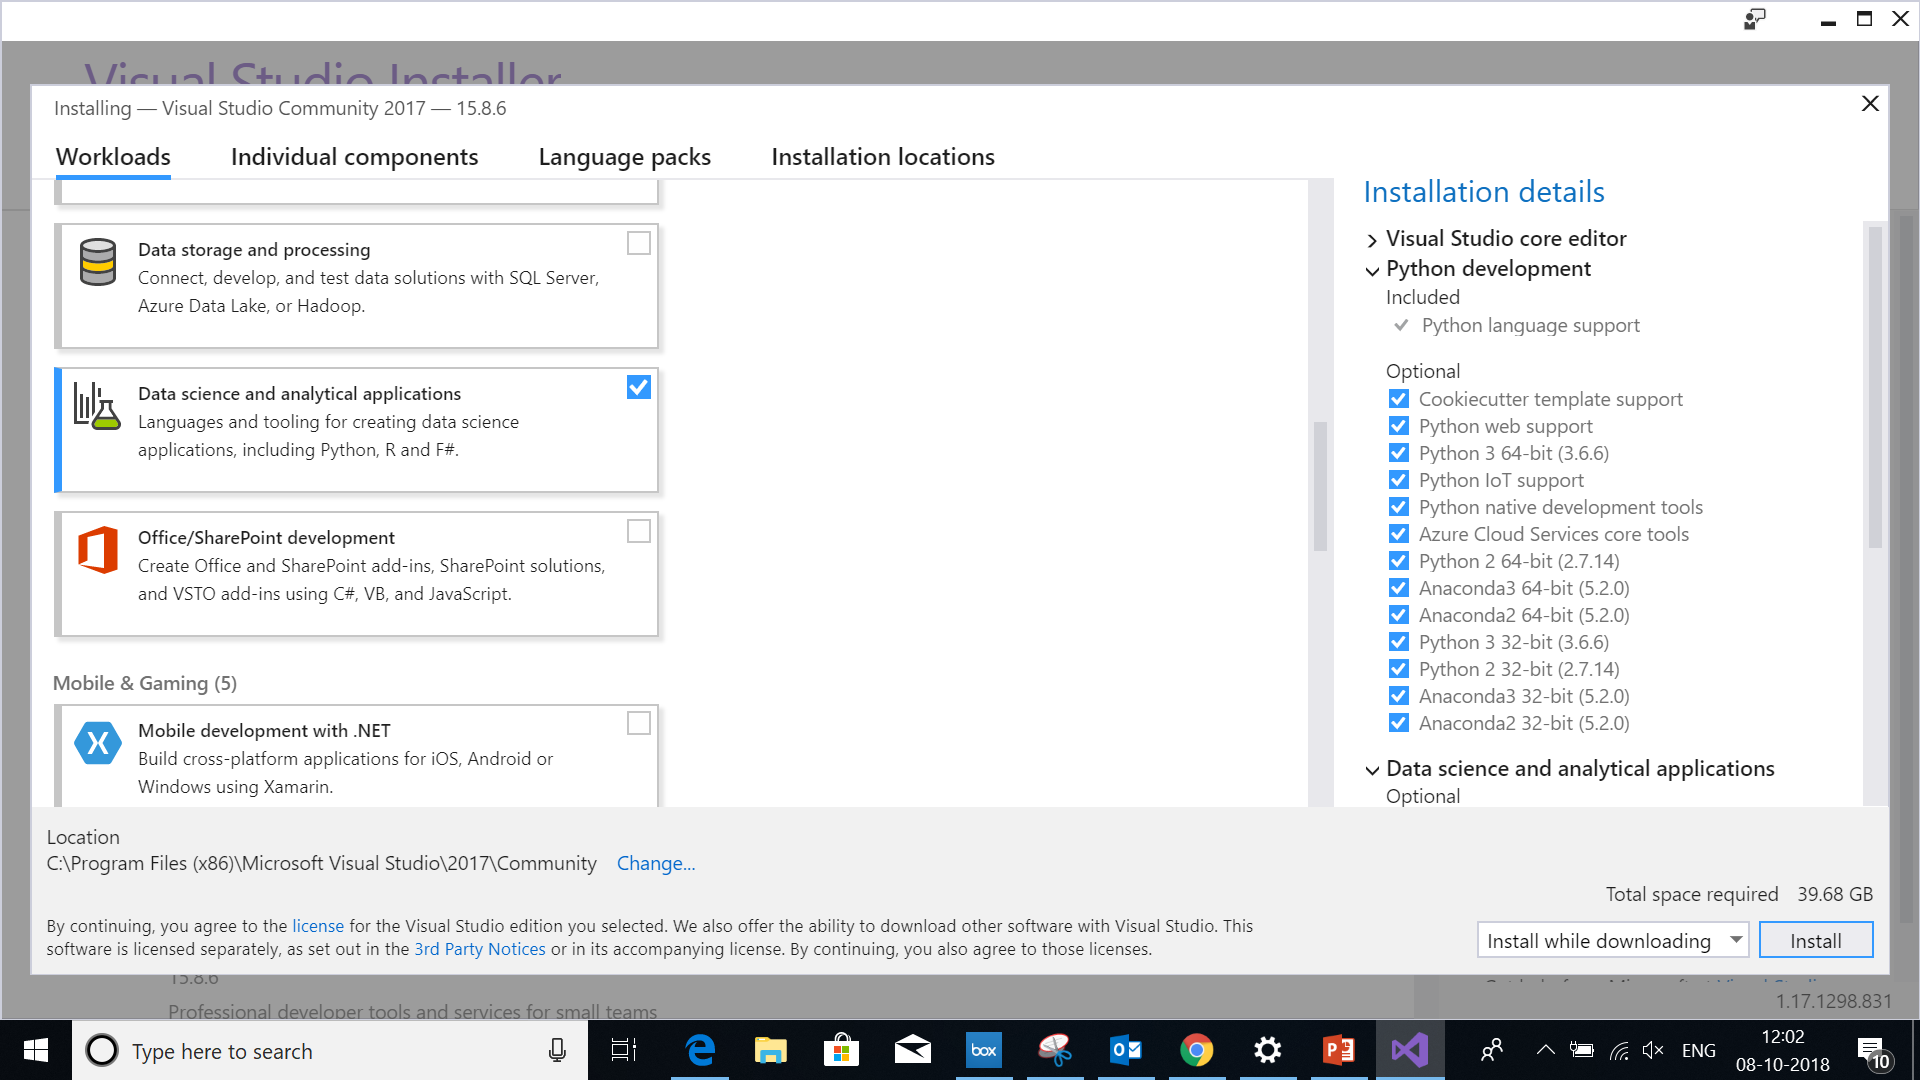 Visual Studio Installer
Installing — Visual Studio Community 2017 — 15.8.6
Workloads
Individual components
Language packs
Installation locations
Data storage and processing
Connect, develop, and test data solutions with SQL Server,
Azure Data Lake, or Hadoop.
Data science and analytical applications
Languages and tooling for creating data science
applications, including Python, R and F#.
Office/SharePoint development
Create Office and SharePoint add-ins, SharePoint solutions,
and VSTO add-ins using C#, VB, and JavaScript.
Mobile & Gaming (5)
Mobile development with .NET
Build cross-platform applications for iOS, Android or
Windows using Xamarin.
Installation details
Visual Studio core editor
Python development
Included
Python language support
Optional
Cookiecutter template support
Python web support
Python 3 64-bit (3.6.6)
Python IoT support
Python native development tools
Azure Cloud Services core tools
Python 2 64-bit (2.7.14)
Anaconda3 64-bit (5.2.0)
Anaconda2 64-bit (5.2.0)
Python 3 32-bit (3.6.6)
Python 2 32-bit (2.7.14)
Anaconda3 32-bit (5.2.0)
Anaconda2 32-bit (5.2.0)
Data science and analytical applications
Optional
Location
C:\Program Files (x86)\Microsoft Visual Studio\2017\Community Change...
Total space required 39.68 GB
By continuing, you agree to the license for the Visual Studio edition you selected. We also offer the ability to download other software with Visual Studio. This
software is licensed separately, as set out in the 3rd Party Notices or in its accompanying license. By continuing, you also agree to those licenses.
Install while downloading
Install
15.8.6
Professional developer tools and services for small teams
1.17.1298.831
Type here to search
box
ENG
12:02
08-10-2018
10